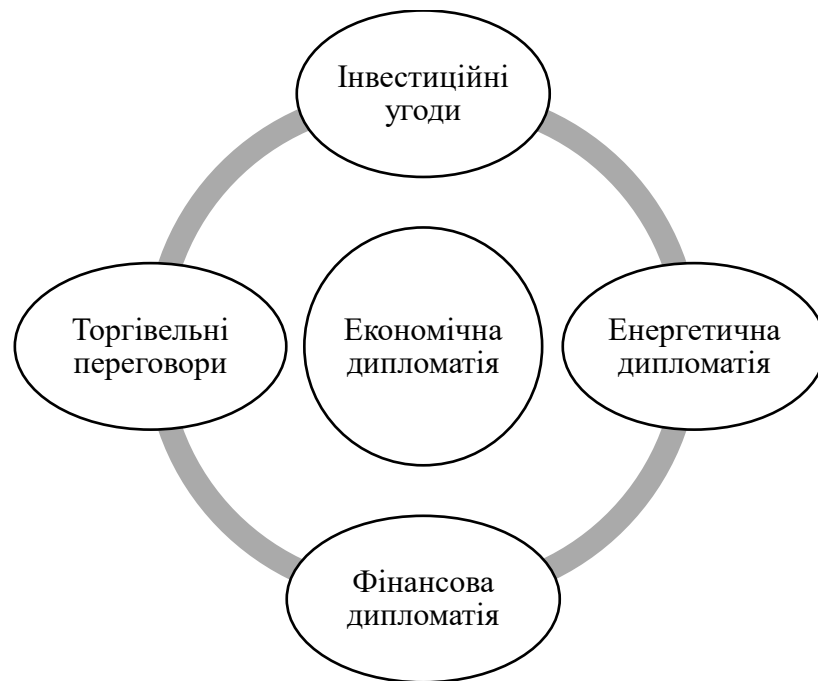 Інвестиційні
угоди
Торгівельні
переговори
Економічна
дипломатія
Енергетична
дипломатія
Фінансова
дипломатія